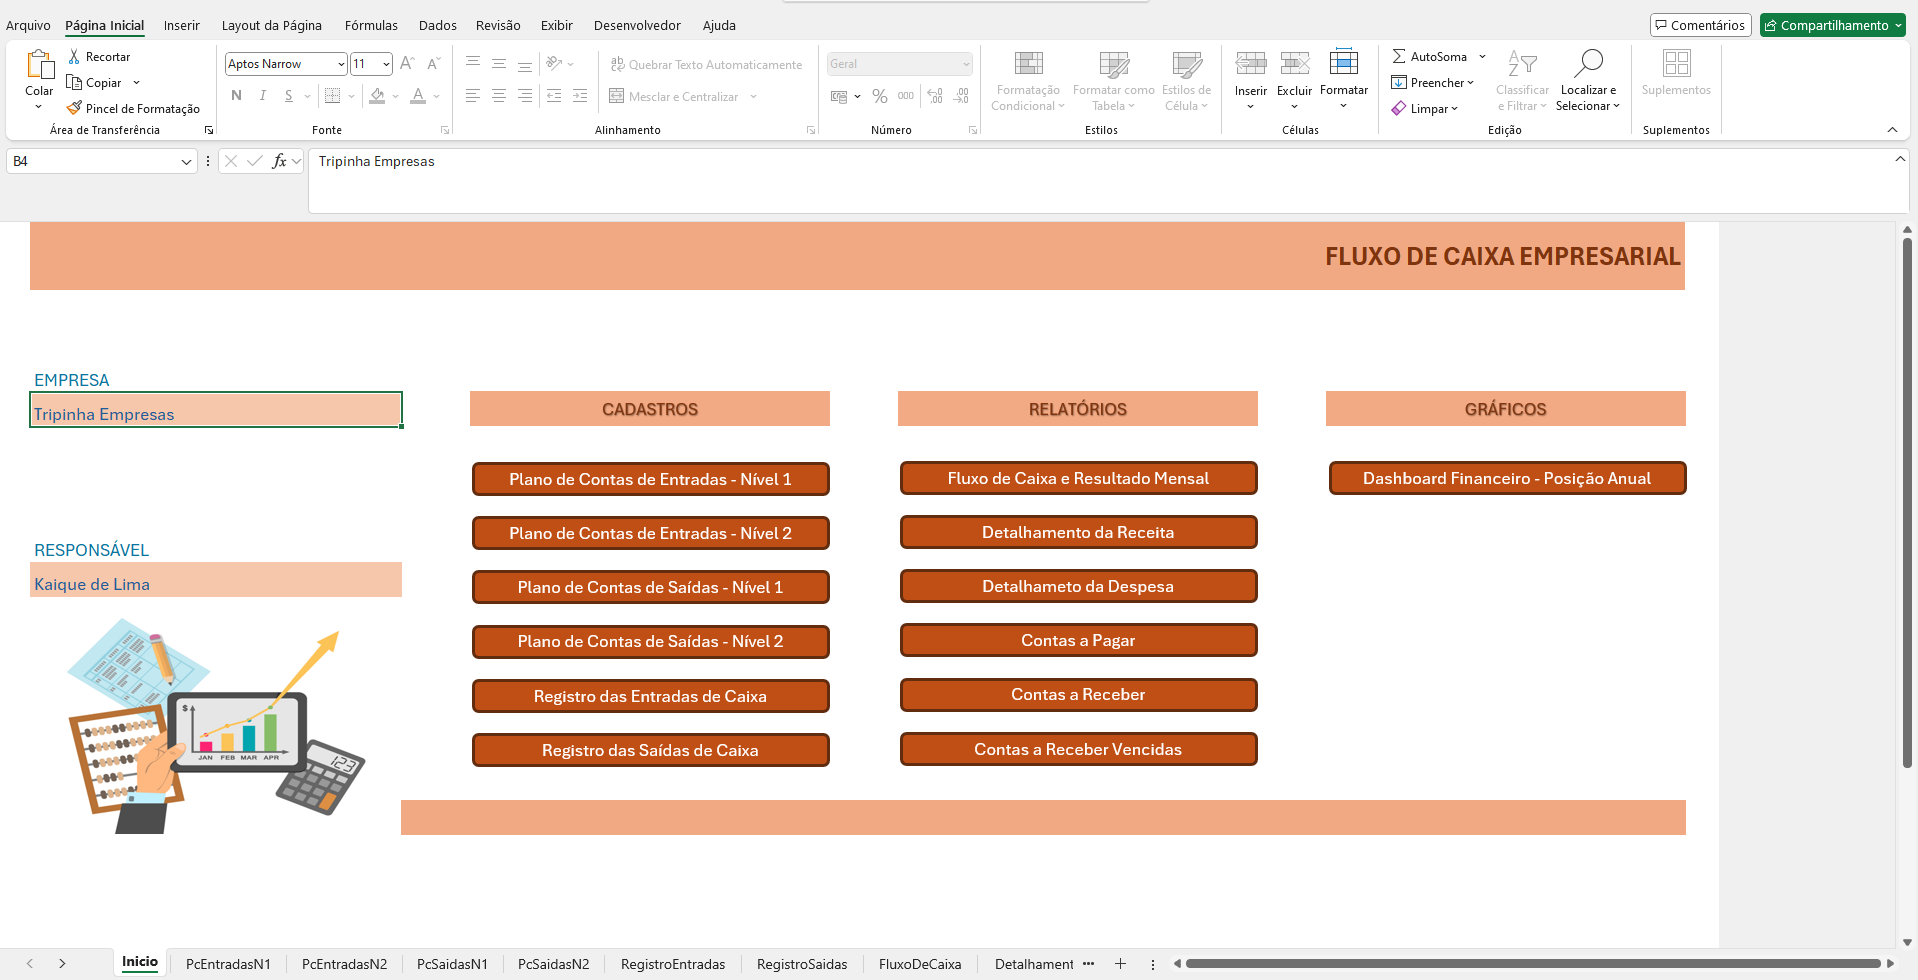 Arquivo Página Inicial Inserir Layout da Página Fórmulas Dados Revisão Exibir Desenvolvedor Ajuda Comentários Compartilhamento
Colar
Recortar
Copiar
Pincel de Formatação
Área de Transferência
Aptos Narrow 11
N I S A
Fonte
Quebrar Texto Automaticamente
Mesclar e Centralizar
Alinhamento
Geral
% 000
Número
Formatação Condicional
Formatar como Tabela
Estilos de Célula
Estilos
Inserir Excluir Formatar
Células
AutoSoma
Preencher
Limpar
Classificar e Filtrar
Localizar e Selecionar
Edição
Suplementos
Suplementos
B4
fx
Tripinha Empresas
FLUXO DE CAIXA EMPRESARIAL
EMPRESA
Tripinha Empresas
RESPONSÁVEL
Kaique de Lima
$
JAN FEB MAR APR
123
CADASTROS
Plano de Contas de Entradas - Nível 1
Plano de Contas de Entradas - Nível 2
Plano de Contas de Saídas - Nível 1
Plano de Contas de Saídas - Nível 2
Registro das Entradas de Caixa
Registro das Saídas de Caixa
RELATÓRIOS
Fluxo de Caixa e Resultado Mensal
Detalhamento da Receita
Detalhameto da Despesa
Contas a Pagar
Contas a Receber
Contas a Receber Vencidas
GRÁFICOS
Dashboard Financeiro - Posição Anual
Inicio PcEntradasN1 PcEntradasN2 PcSaidasN1 PcSaidasN2 RegistroEntradas RegistroSaidas FluxoDeCaixa Detalhament